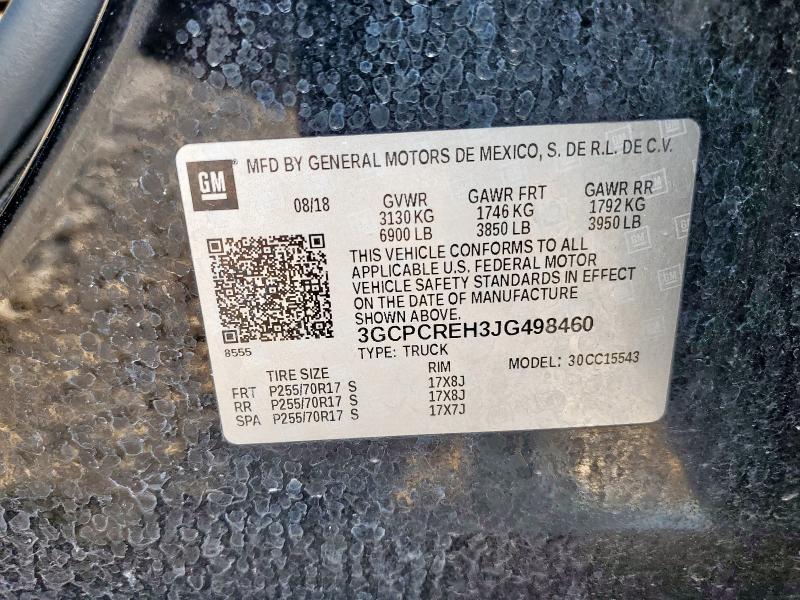 GM
MFD BY GENERAL MOTORS DE MEXICO, S. DE R.L. DE C.V.
08/18 GVWR GAWR FRT GAWR RR
3130 KG 1746 KG 1792 KG
6900 LB 3850 LB 3950 LB
THIS VEHICLE CONFORMS TO ALL
APPLICABLE U.S. FEDERAL MOTOR
VEHICLE SAFETY STANDARDS IN EFFECT
ON THE DATE OF MANUFACTURE
SHOWN ABOVE.
3GCPCREH3JG498460
8555
TYPE: TRUCK MODEL: 30CC15543
TIRE SIZE RIM
FRT P255/70R17 S 17X8J
RR P255/70R17 S 17X8J
SPA P255/70R17 S 17X7J